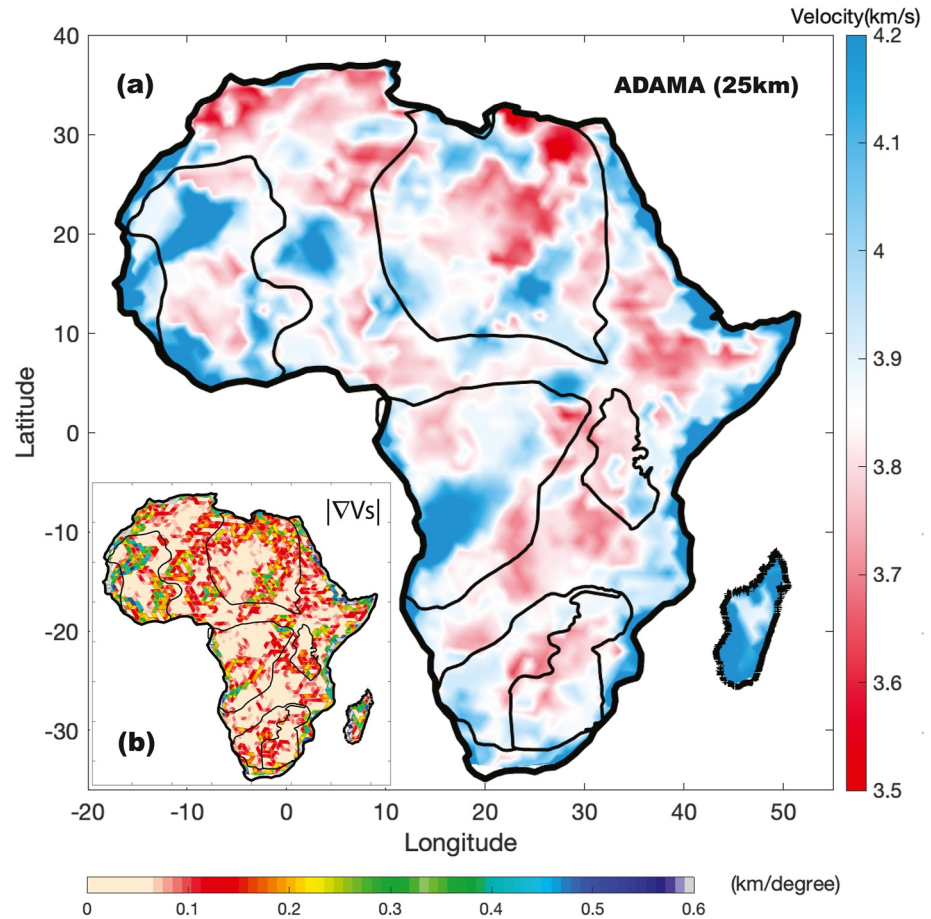 Velocity(km/s)
(a)
ADAMA (25km)
40
30
20
10
0
-10
-20
-30
Latitude
4.2
4.1
4
3.9
3.8
3.7
3.6
3.5
|∇Vs|
(b)
-20 -10 0 10 20 30 40 50
Longitude
(km/degree)
0 0.1 0.2 0.3 0.4 0.5 0.6